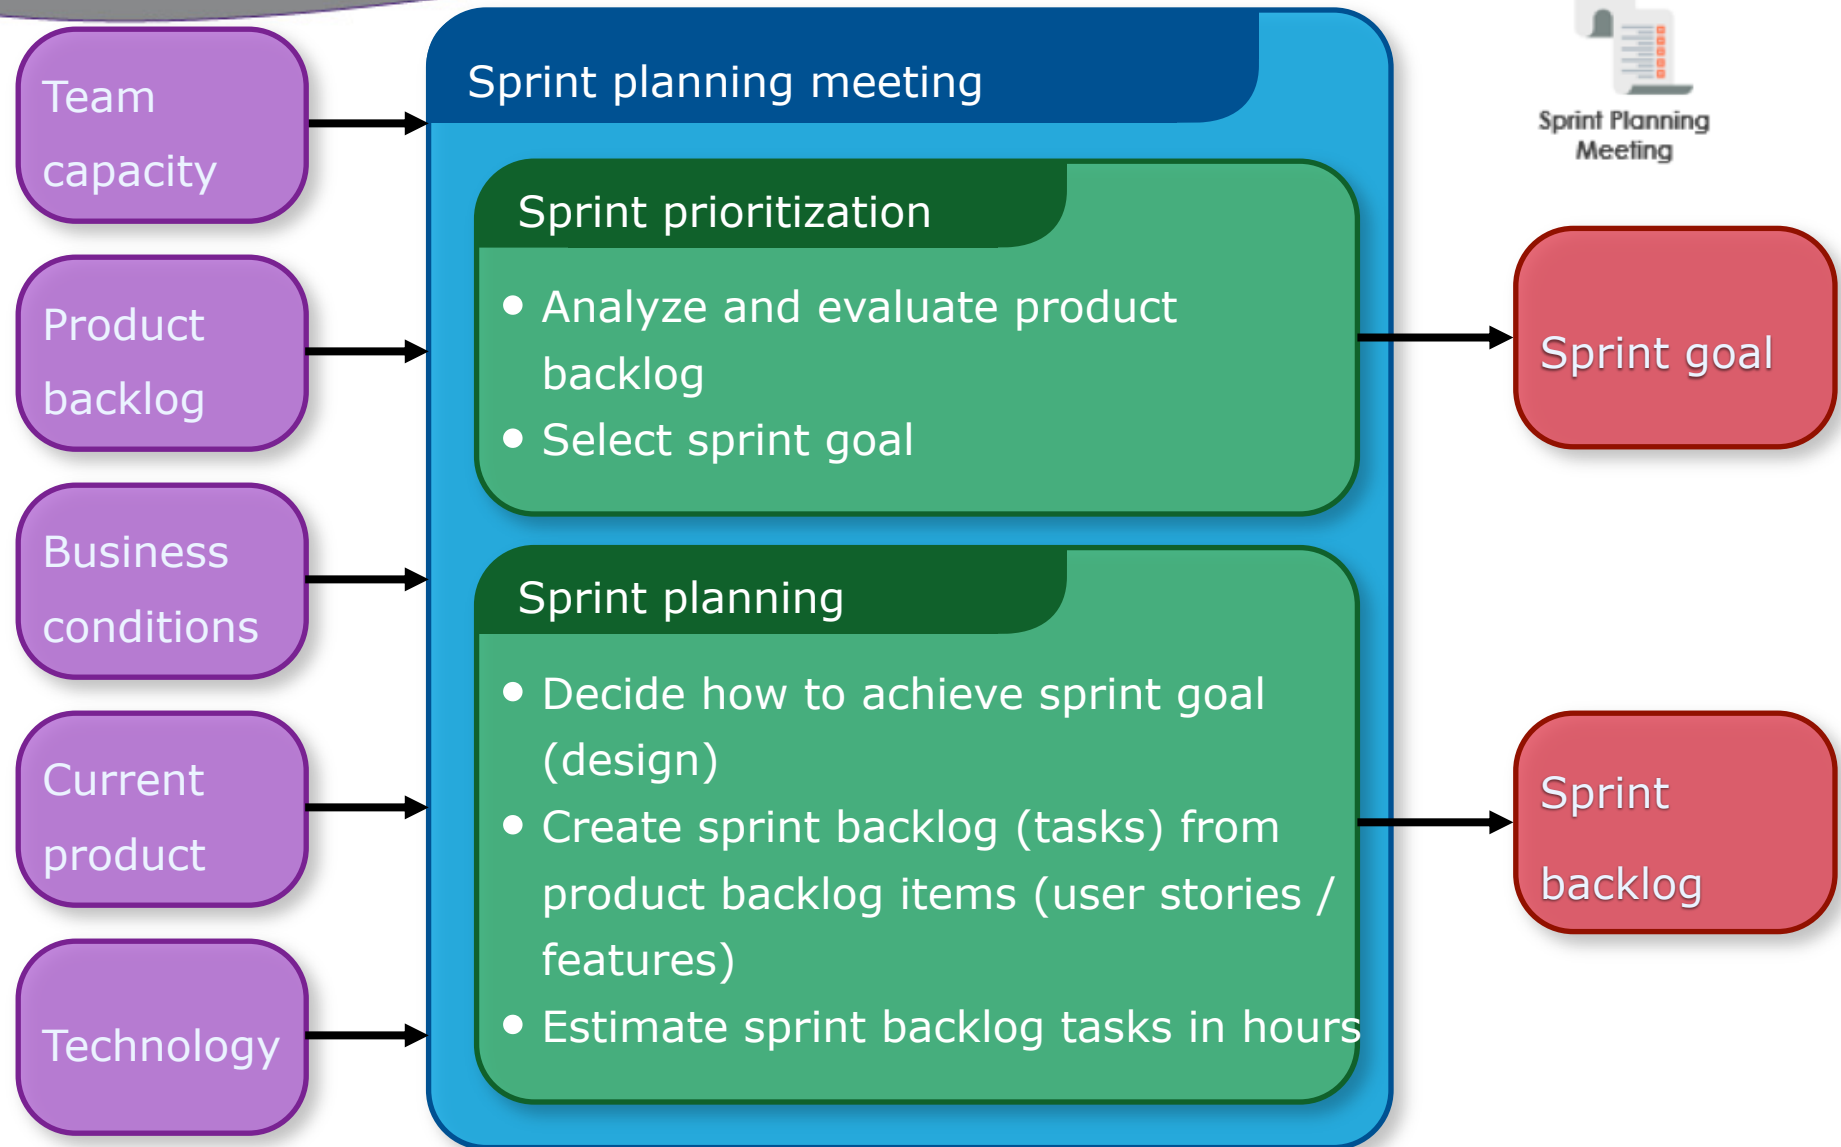 Team
capacity
Product
backlog
Business
conditions
Current
product
Technology
Sprint planning meeting
Sprint prioritization
• Analyze and evaluate product
backlog
• Select sprint goal
Sprint planning
• Decide how to achieve sprint goal
(design)
• Create sprint backlog (tasks) from
product backlog items (user stories /
features)
• Estimate sprint backlog tasks in hours
Sprint Planning
Meeting
Sprint goal
Sprint
backlog